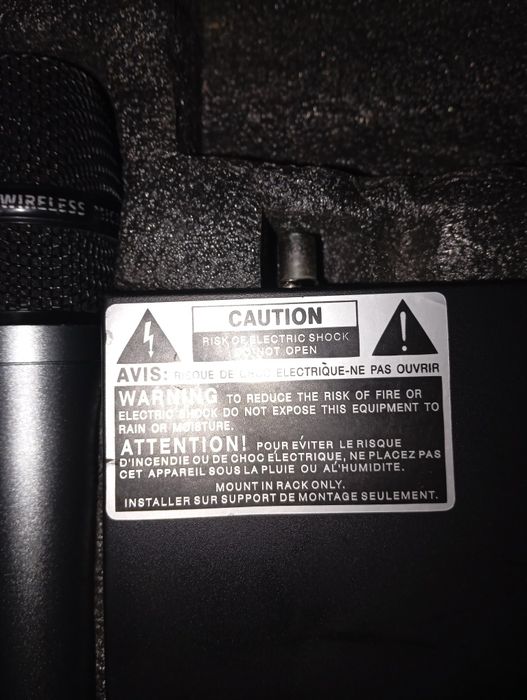 WIRELESS
CAUTION
RISK OF ELECTRIC SHOCK
DO NOT OPEN
AVIS: RISQUE DE CHOC ELECTRIQUE-NE PAS OUVRIR
WARNING TO REDUCE THE RISK OF FIRE OR
ELECTRIC SHOCK DO NOT EXPOSE THIS EQUIPMENT TO
RAIN OR MOISTURE.
ATTENTION! POUR ÉVITER LE RISQUE
D'INCENDIE OU DE CHOC ELECTRIQUE, NE PLACEZ PAS
CET APPAREIL SOUS LA PLUIE OU AL'HUMIDITE.
MOUNT IN RACK ONLY.
INSTALLER SUR SUPPORT DE MONTAGE SEULEMENT.